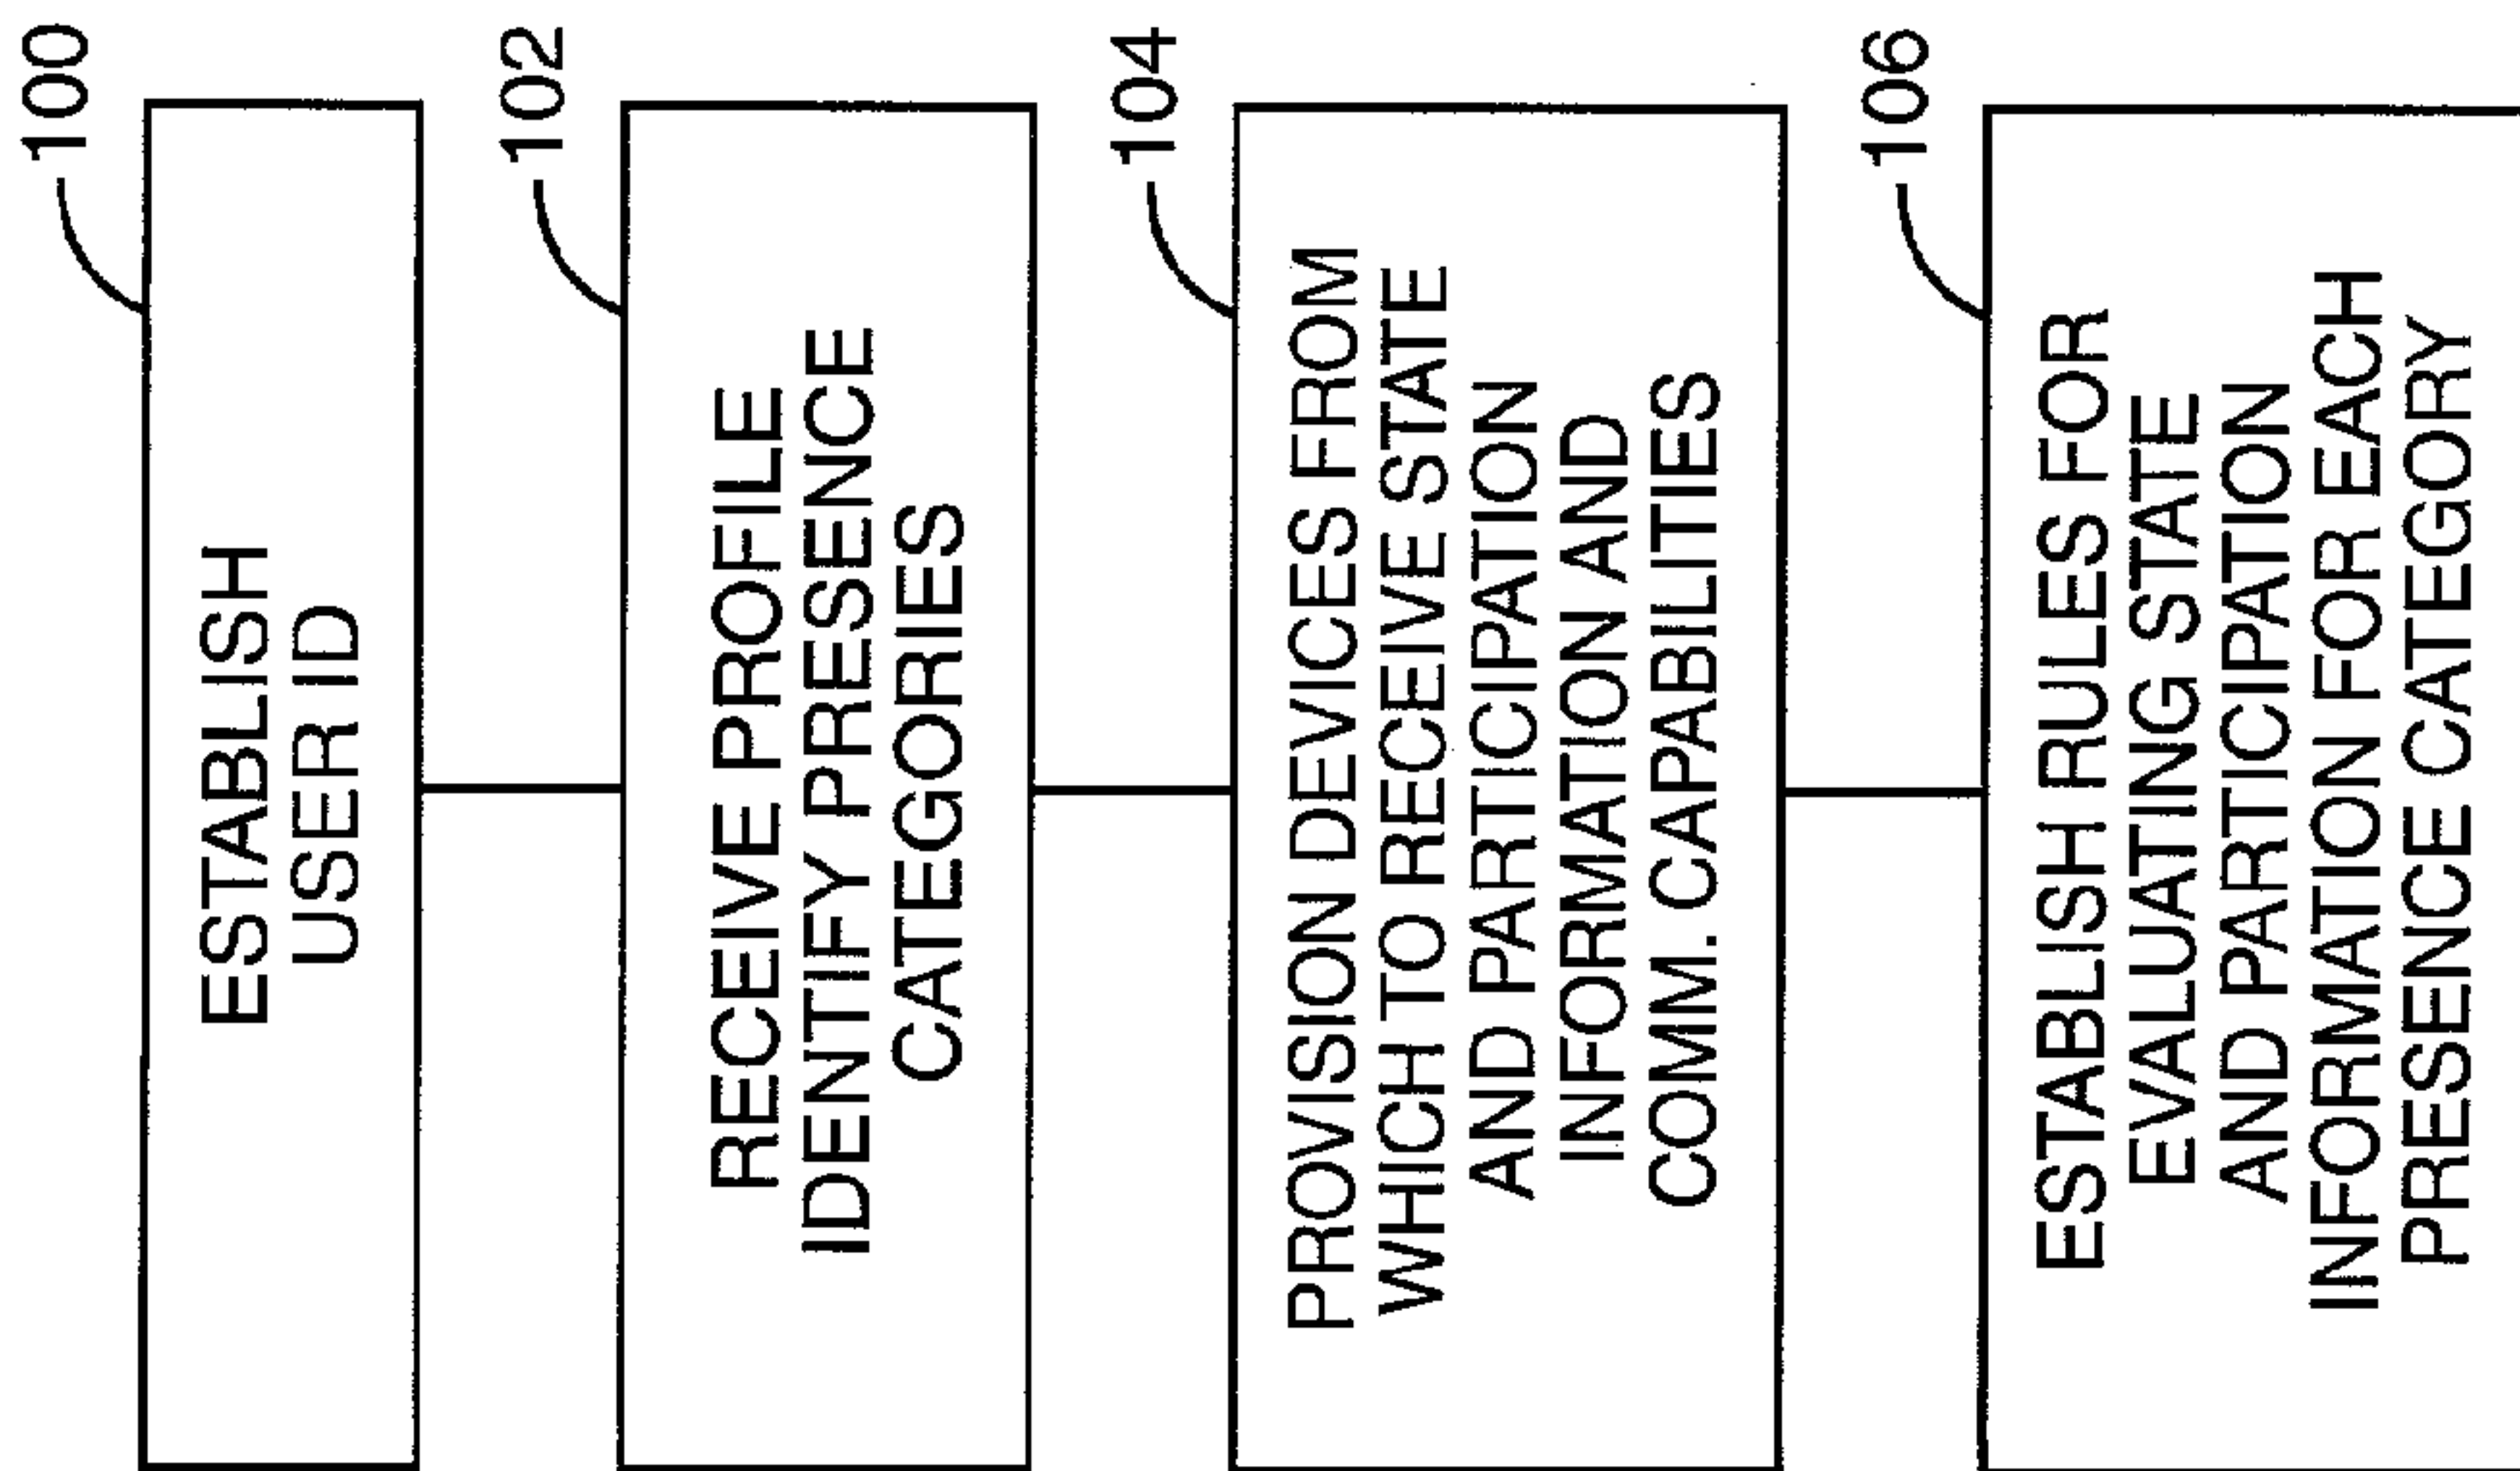 100
ESTABLISH
USER ID
102
RECEIVE PROFILE
IDENTIFY PRESENCE
CATEGORIES
104
PROVISION DEVICES FROM
WHICH TO RECEIVE STATE
AND PARTICIPATION
INFORMATION AND
COMM. CAPABILITIES
106
ESTABLISH RULES FOR
EVALUATING STATE
AND PARTICIPATION
INFORMATION FOR EACH
PRESENCE CATEGORY